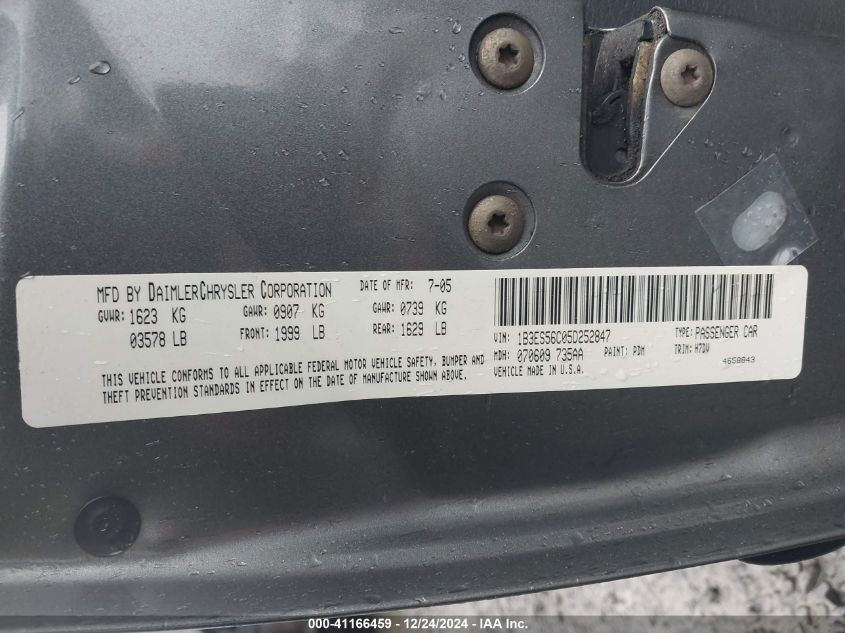 MFD BY DAIMLERCHRYSLER CORPORATION DATE OF MFR: 7-05
GVWR: 1623 KG GAWR: 0907 KG GAWR: 0739 KG
03578 LB FRONT: 1999 LB REAR: 1629 LB
THIS VEHICLE CONFORMS TO ALL APPLICABLE FEDERAL MOTOR VEHICLE SAFETY, BUMPER AND
THEFT PREVENTION STANDARDS IN EFFECT ON THE DATE OF MANUFACTURE SHOWN ABOVE.
VIN: 1B3ES56C05D252847 TYPE: PASSENGER CAR
MDH: 070609 735AA PAINT: PDM TRIM: H7DV
VEHICLE MADE IN U.S.A. 4658843
000-41166459 - 12/24/2024 - IAA Inc.